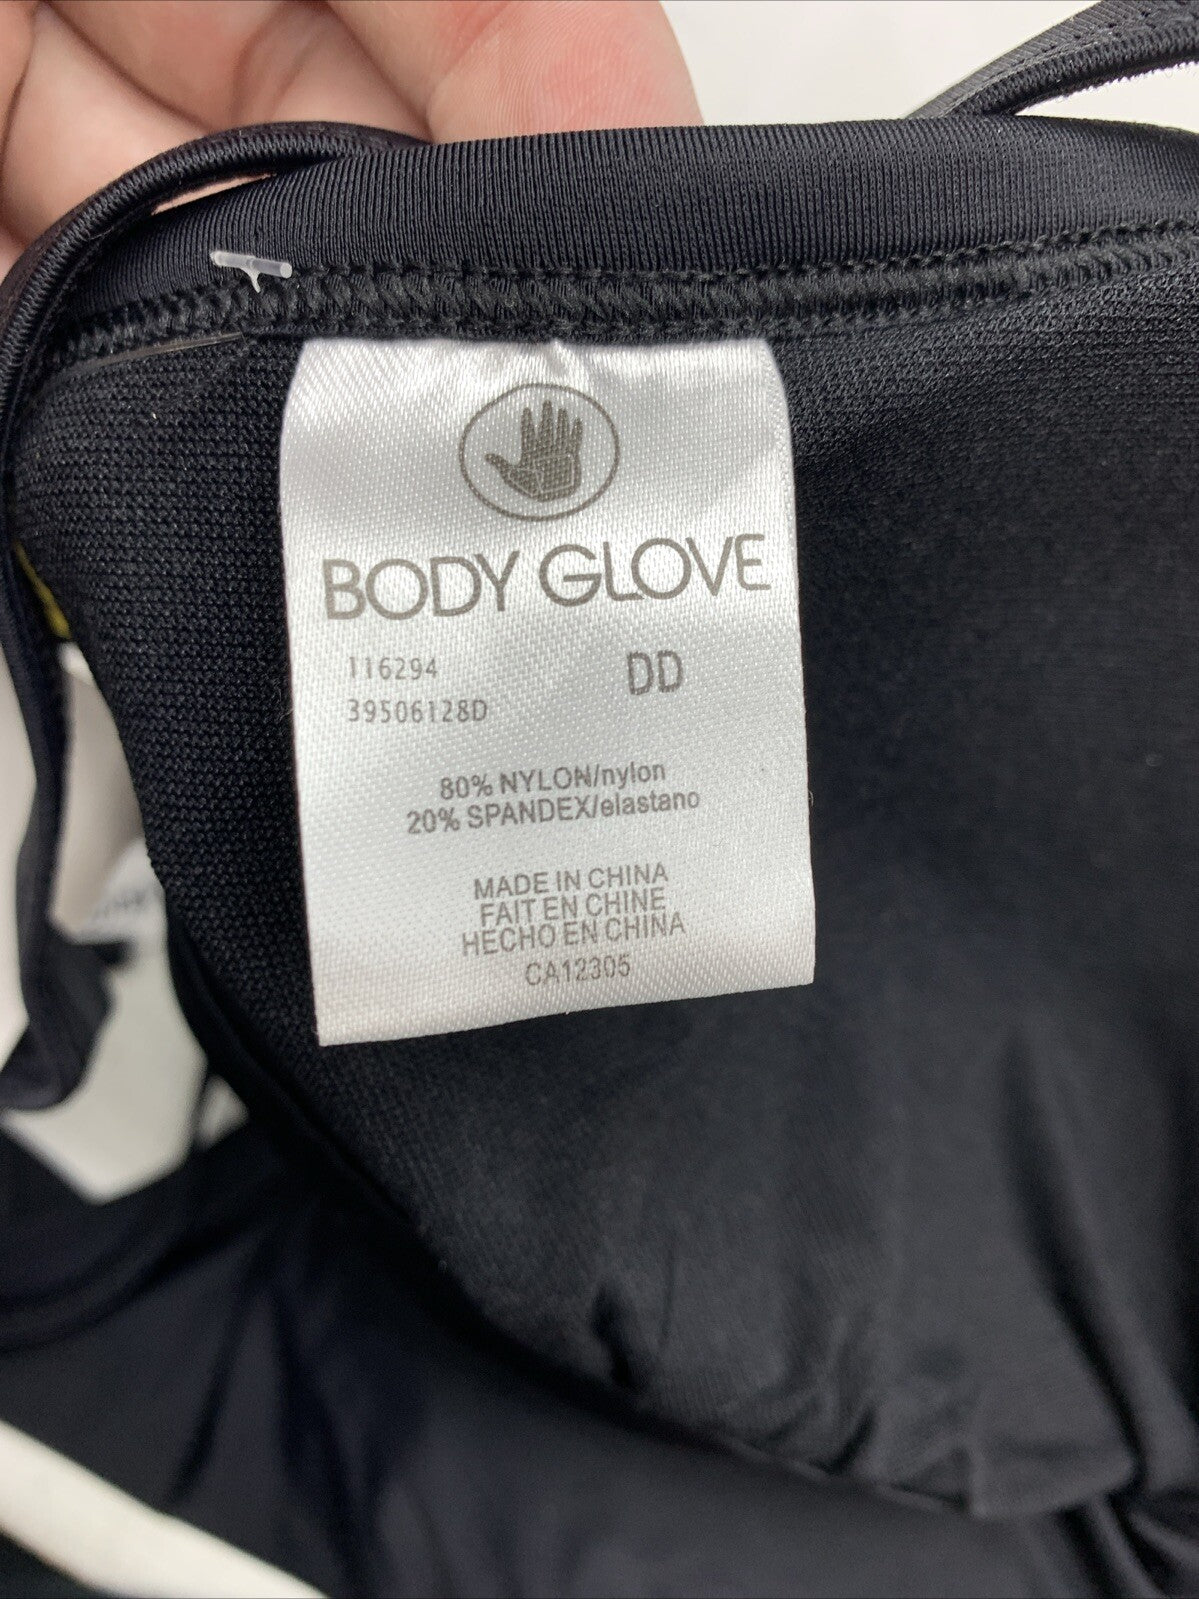 BODY GLOVE
116294 DD
39506128D
80% NYLON/nylon
20% SPANDEX/elastano
MADE IN CHINA
FAIT EN CHINE
HECHO EN CHINA
CA12305